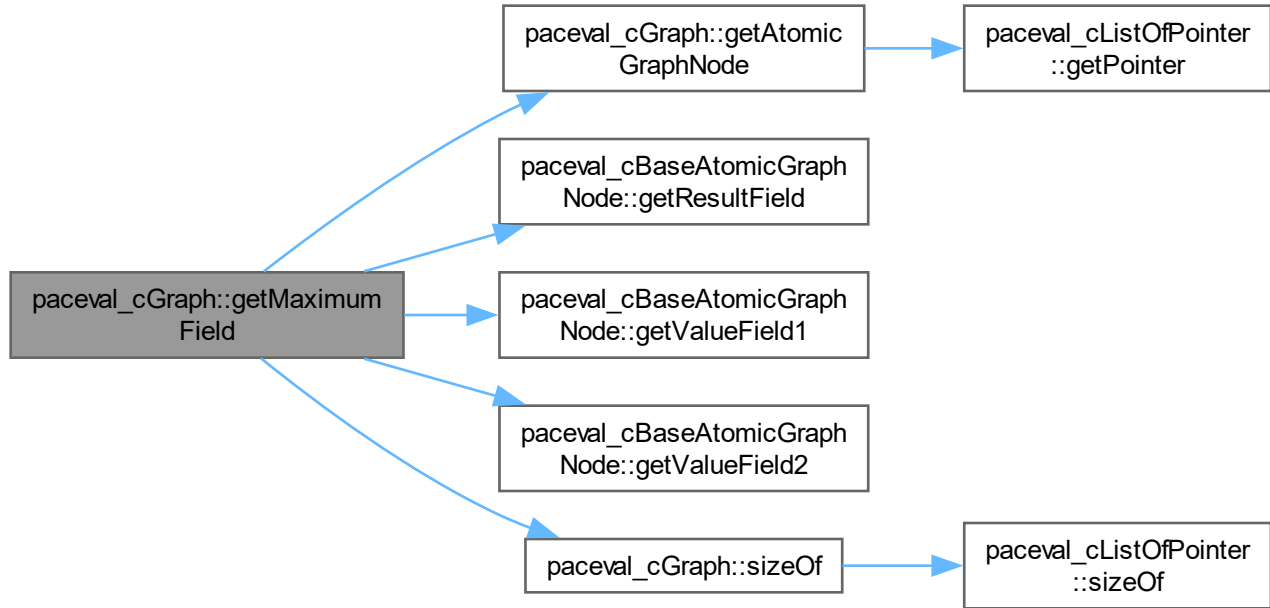 paceval_cGraph::getAtomic
GraphNode
paceval_cListOfPointer
::getPointer
paceval_cBaseAtomicGraph
Node::getResultField
paceval_cGraph::getMaximum
Field
paceval_cBaseAtomicGraph
Node::getValueField1
paceval_cBaseAtomicGraph
Node::getValueField2
paceval_cGraph::sizeOf
paceval_cListOfPointer
::sizeOf